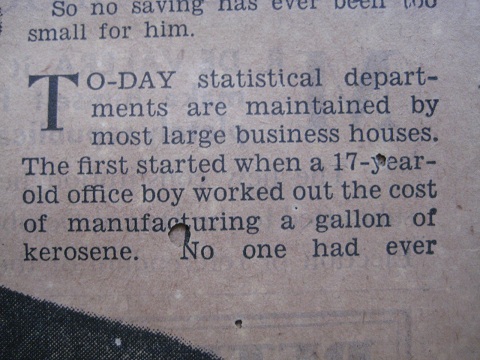 So no saving has ever been too
small for him.
TO-DAY statistical depart-
ments are maintained by
most large business houses.
The first started when a 17-year-
old office boy worked out the cost
of manufacturing a gallon of
kerosene. No one had ever